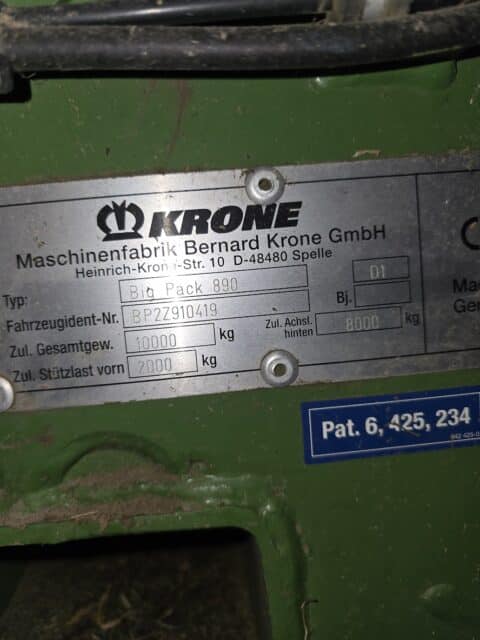 KRONE
Maschinenfabrik Bernard Krone GmbH
Heinrich-Krone-Str. 10 D-48480 Spelle
Typ: Big Pack 890
Fahrzeugident-Nr. BP2Z910419 Bj. 01
Zul. Gesamtgew. 10000 kg Zul. Achsl. hinten 8000 kg
Zul. Stützlast vorn 2000 kg
Pat. 6, 425, 234